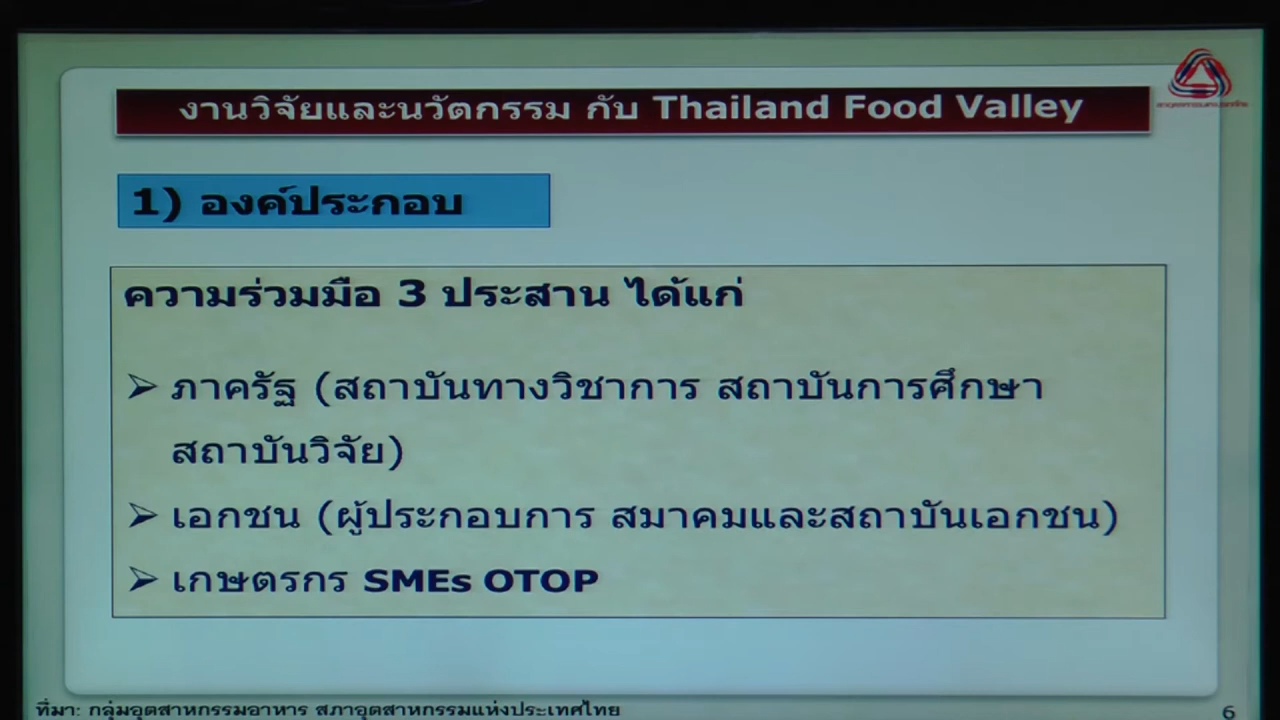 งานวิจัยและนวัตกรรม กับ Thailand Food Valley
1) องค์ประกอบ
ความร่วมมือ 3 ประสาน ได้แก่
➢ ภาครัฐ (สถาบันทางวิชาการ สถาบันการศึกษา
สถาบันวิจัย)
➢ เอกชน (ผู้ประกอบการ สมาคมและสถาบันเอกชน)
➢ เกษตรกร SMEs OTOP
ที่มา: กลุ่มอุตสาหกรรมอาหาร สภาอุตสาหกรรมแห่งประเทศไทย
6